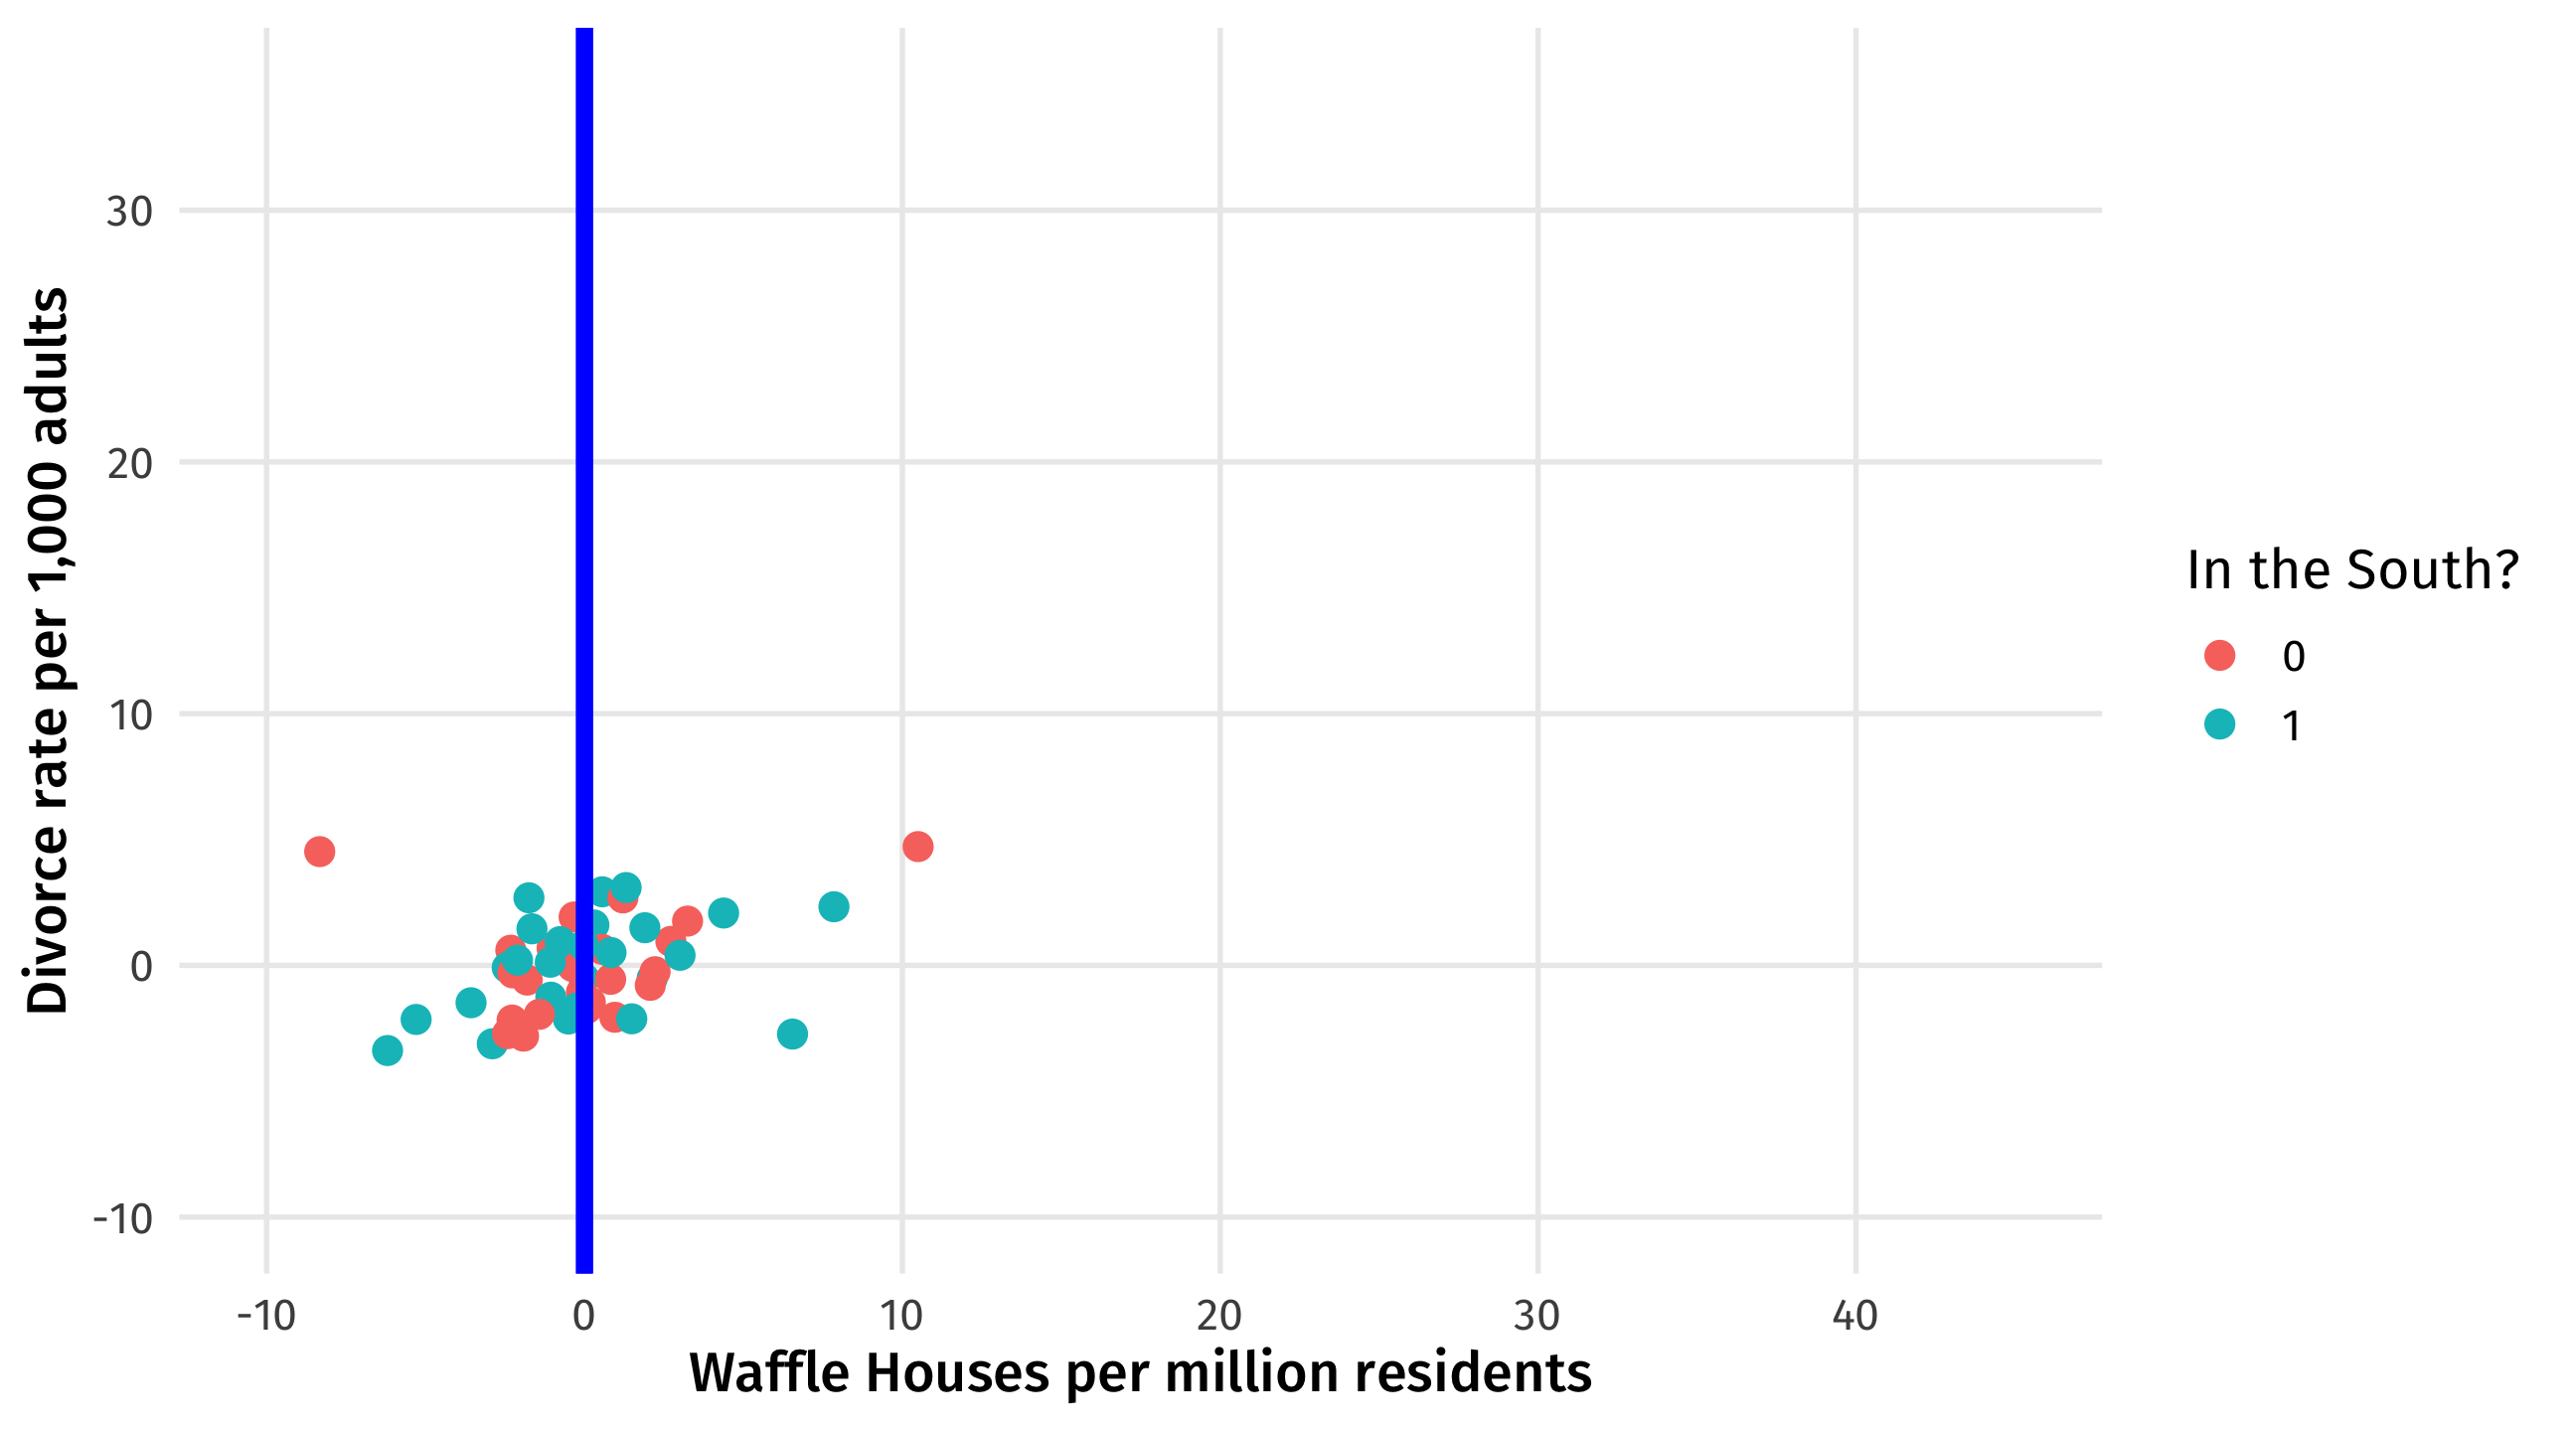 Divorce rate per 1,000 adults
30
20
10
0
-10
-10 0 10 20 30 40
Waffle Houses per million residents
In the South?
0
1